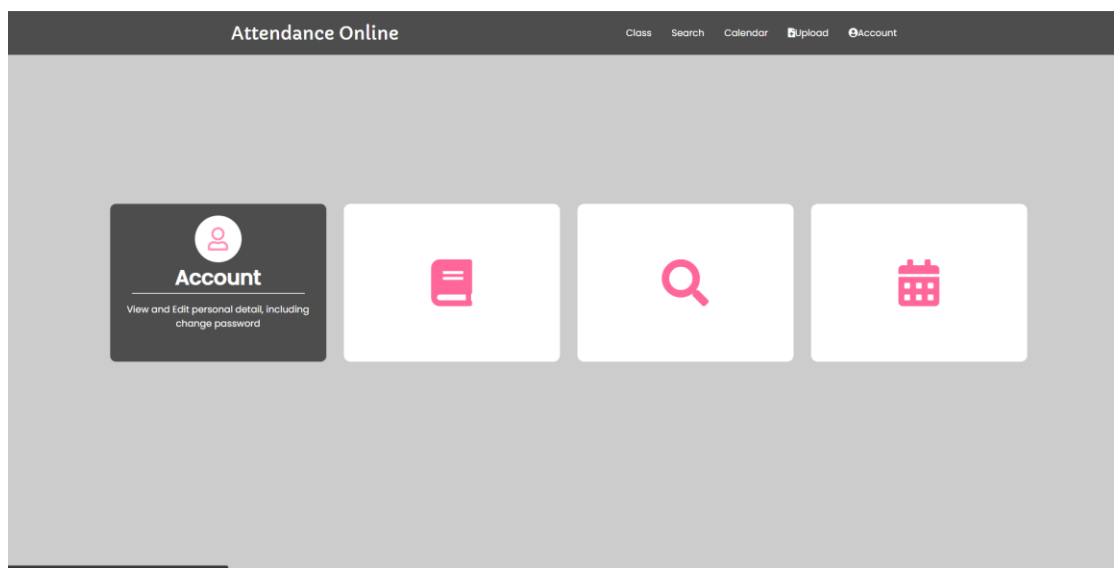 Attendance Online
Class Search Calendar Upload Account
Account
View and Edit personal detail, including
change password